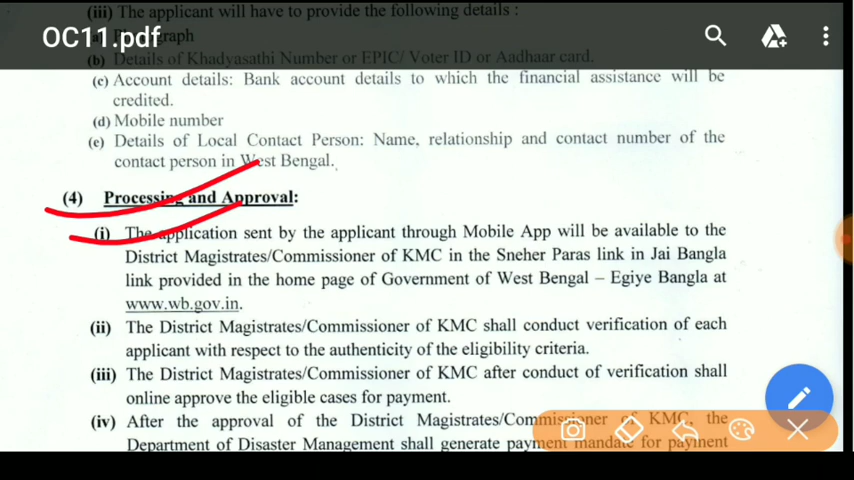 (iii) The applicant will have to provide the following details :
OC11.pdf
(b) Details of Khadyasathi Number or EPIC/ Voter ID or Aadhaar card.
(c) Account details: Bank account details to which the financial assistance will be
credited.
(d) Mobile number
(e) Details of Local Contact Person: Name, relationship and contact number of the
contact person in West Bengal.
(4) Processing and Approval:
(i) The application sent by the applicant through Mobile App will be available to the
District Magistrates/Commissioner of KMC in the Sneher Paras link in Jai Bangla
link provided in the home page of Government of West Bengal – Egiye Bangla at
www.wb.gov.in.
(ii) The District Magistrates/Commissioner of KMC shall conduct verification of each
applicant with respect to the authenticity of the eligibility criteria.
(iii) The District Magistrates/Commissioner of KMC after conduct of verification shall
online approve the eligible cases for payment.
(iv) After the approval of the District Magistrates/Commissioner of KMC, the
Department of Disaster Management shall generate payment mandate for payment